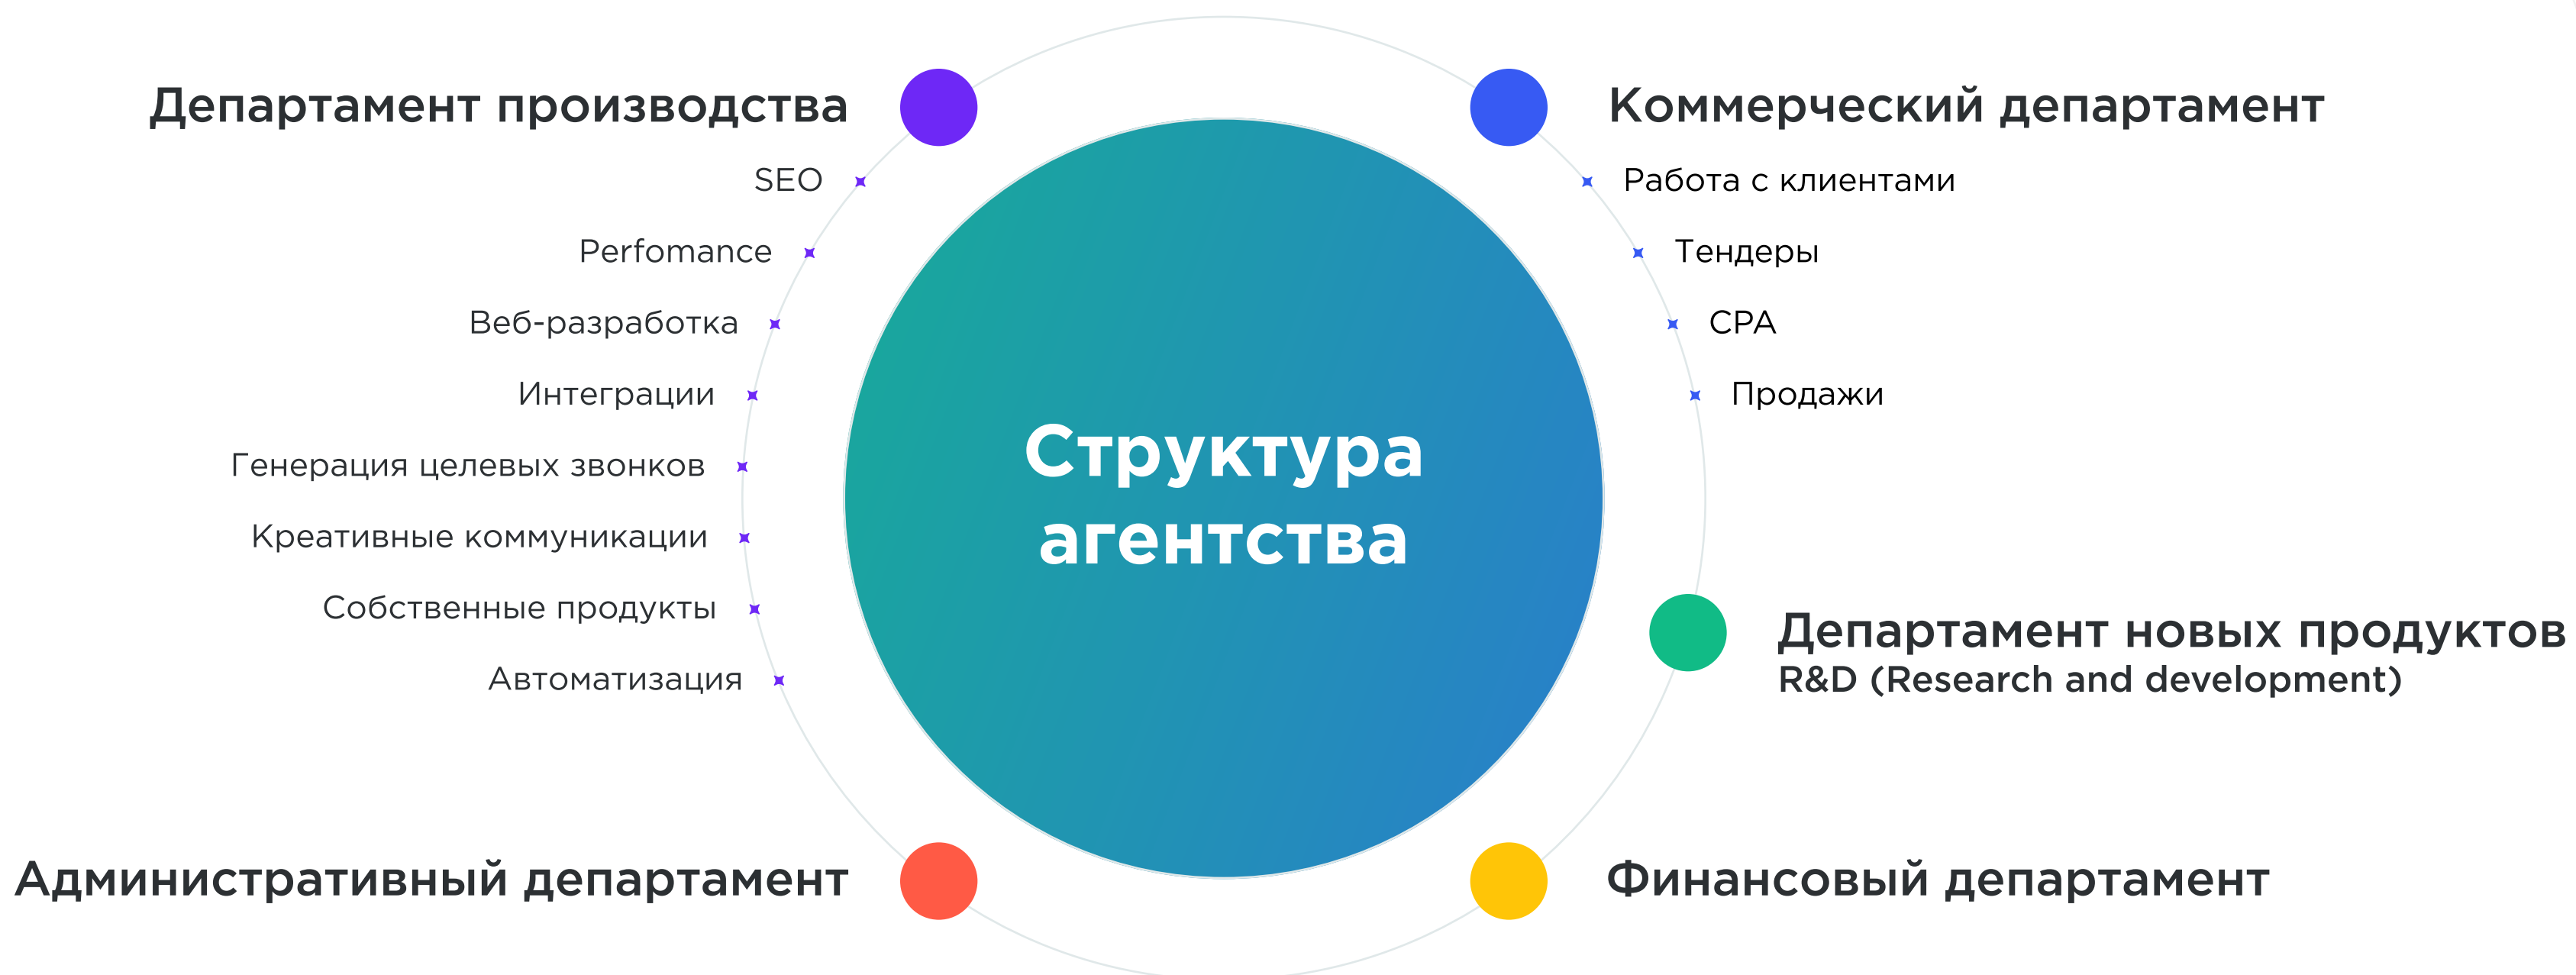 Департамент производства
SEO
Perfomance
Веб-разработка
Интеграции
Генерация целевых звонков
Креативные коммуникации
Собственные продукты
Автоматизация
Административный департамент
Структура
агентства
Коммерческий департамент
Работа с клиентами
Тендеры
CPA
Продажи
Департамент новых продуктов
R&D (Research and development)
Финансовый департамент